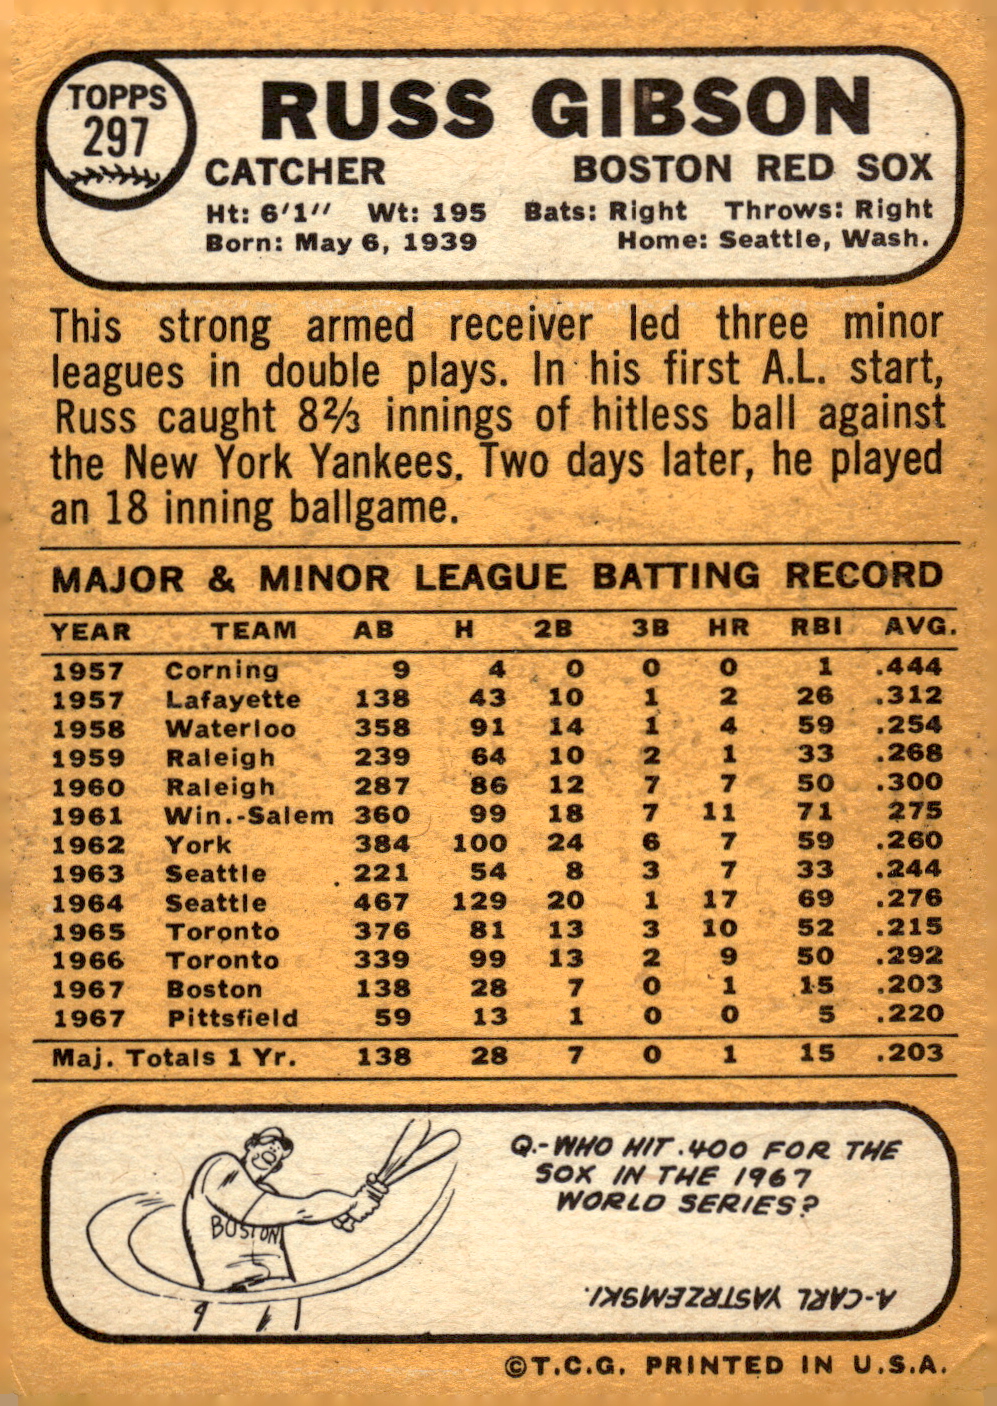 TOPPS
297
RUSS GIBSON
CATCHER BOSTON RED SOX
Ht: 6'1" Wt: 195 Bats: Right Throws: Right
Born: May 6, 1939 Home: Seattle, Wash.
This strong armed receiver led three minor
leagues in double plays. In his first A.L. start,
Russ caught 8⅔ innings of hitless ball against
the New York Yankees. Two days later, he played
an 18 inning ballgame.
MAJOR & MINOR LEAGUE BATTING RECORD
YEAR TEAM AB H 2B 3B HR RBI AVG.
1957 Corning 9 4 0 0 0 1 .444
1957 Lafayette 138 43 10 1 2 26 .312
1958 Waterloo 358 91 14 1 4 59 .254
1959 Raleigh 239 64 10 2 1 33 .268
1960 Raleigh 287 86 12 7 7 50 .300
1961 Win.-Salem 360 99 18 7 11 71 275
1962 York 384 100 24 6 7 59 .260
1963 Seattle 221 54 8 3 7 33 .244
1964 Seattle 467 129 20 1 17 69 .276
1965 Toronto 376 81 13 3 10 52 .215
1966 Toronto 339 99 13 2 9 50 .292
1967 Boston 138 28 7 0 1 15 .203
1967 Pittsfield 59 13 1 0 0 5 .220
Maj. Totals 1 Yr. 138 28 7 0 1 15 .203
BOSTON
Q.-WHO HIT .400 FOR THE
SOX IN THE 1967
WORLD SERIES?
A-CARL YASTRZEMSKI.
©T.C.G. PRINTED IN U.S.A.